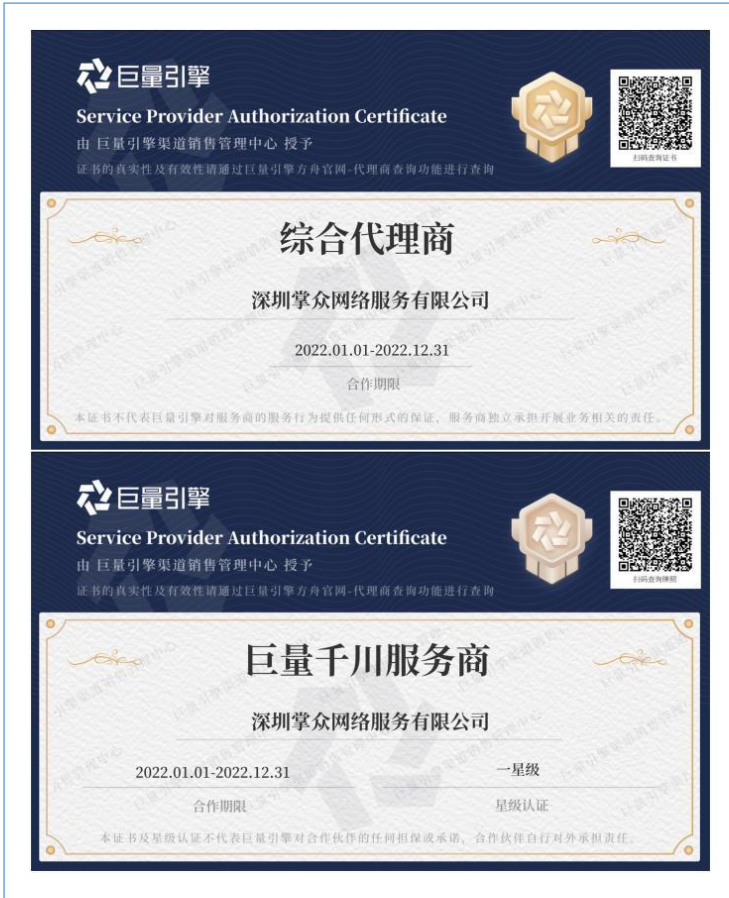 巨量引擎
Service Provider Authorization Certificate
由 巨量引擎渠道销售管理中心 授予
证书的真实性及有效性请通过巨量引擎方舟官网-代理商查询功能进行查询
扫码查询证书
综合代理商
深圳掌众网络服务有限公司
2022.01.01-2022.12.31
合作期限
本证书不代表巨量引擎对服务商的服务行为提供任何形式的保证，服务商独立承担开展业务相关的责任。
巨量引擎
Service Provider Authorization Certificate
由 巨量引擎渠道销售管理中心 授予
证书的真实性及有效性请通过巨量引擎方舟官网-代理商查询功能进行查询
扫码查询牌照
巨量千川服务商
深圳掌众网络服务有限公司
2022.01.01-2022.12.31 一星级
合作期限 星级认证
本证书及星级认证不代表巨量引擎对合作伙伴的任何担保或承诺，合作伙伴自行对外承担责任。